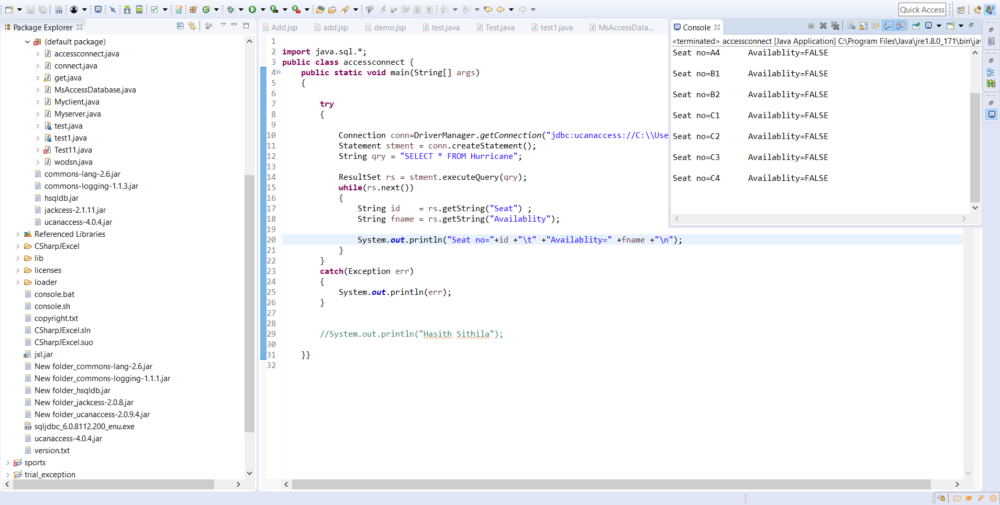 Quick Access
Package Explorer
(default package)
accessconnect.java
connect.java
get.java
MsAccessDatabase.java
Myclient.java
Myserver.java
test.java
test1.java
Test11.java
wodsn.java
commons-lang-2.6.jar
commons-logging-1.1.3.jar
hsqldb.jar
jackcess-2.1.11.jar
ucanaccess-4.0.4.jar
Referenced Libraries
CSharpJExcel
lib
licenses
loader
console.bat
console.sh
copyright.txt
CSharpJExcel.sln
CSharpJExcel.suo
jxl.jar
New folder_commons-lang-2.6.jar
New folder_commons-logging-1.1.1.jar
New folder_hsqldb.jar
New folder_jackcess-2.0.8.jar
New folder_ucanaccess-2.0.9.4.jar
sqljdbc_6.0.8112.200_enu.exe
ucanaccess-4.0.4.jar
version.txt
sports
trial_exception
Add.jsp add.jsp demo.jsp test.java Test.java test1.java MsAccessData...
1
2 import java.sql.*;
3 public class accessconnect {
4 public static void main(String[] args)
5 {
6
7 try
8 {
9
10 Connection conn=DriverManager.getConnection("jdbc:ucanaccess://C:\\Use
11 Statement stment = conn.createStatement();
12 String qry = "SELECT * FROM Hurricane";
13
14 ResultSet rs = stment.executeQuery(qry);
15 while(rs.next())
16 {
17 String id    = rs.getString("Seat") ;
18 String fname = rs.getString("Availablity");
19
20 System.out.println("Seat no="+id +"\t" +"Availablity=" +fname +"\n");
21 }
22 }
23 catch(Exception err)
24 {
25 System.out.println(err);
26 }
27
28
29 //System.out.println("Hasith Sithila");
30
31 }}
32
Console
<terminated> accessconnect [Java Application] C:\Program Files\Java\jre1.8.0_171\bin\jav
Seat no=A4 Availablity=FALSE
Seat no=B1 Availablity=FALSE
Seat no=B2 Availablity=FALSE
Seat no=C1 Availablity=FALSE
Seat no=C2 Availablity=FALSE
Seat no=C3 Availablity=FALSE
Seat no=C4 Availablity=FALSE